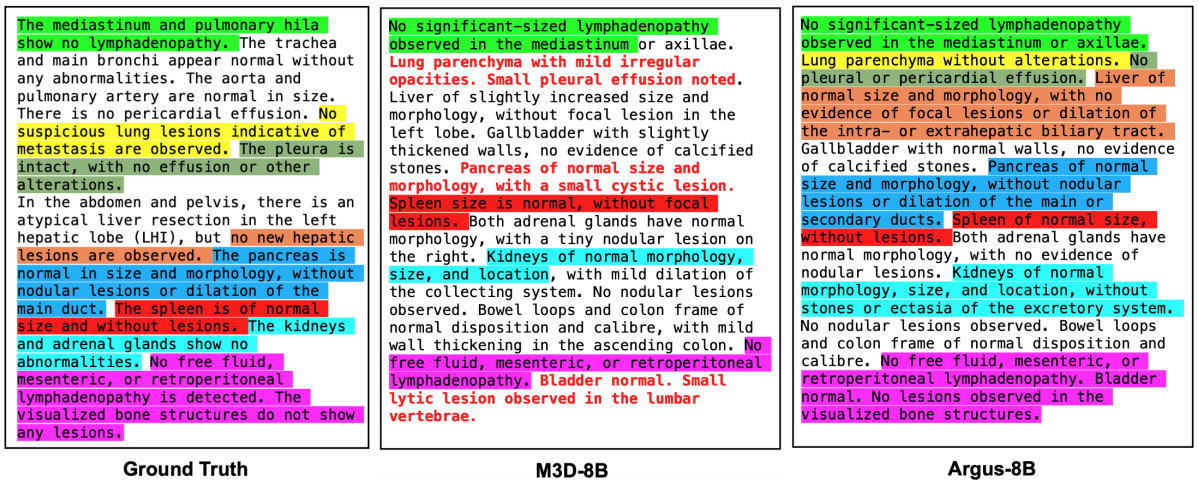 The mediastinum and pulmonary hila
show no lymphadenopathy. The trachea
and main bronchi appear normal without
any abnormalities. The aorta and
pulmonary artery are normal in size.
There is no pericardial effusion. No
suspicious lung lesions indicative of
metastasis are observed. The pleura is
intact, with no effusion or other
alterations.
In the abdomen and pelvis, there is an
atypical liver resection in the left
hepatic lobe (LHI), but no new hepatic
lesions are observed. The pancreas is
normal in size and morphology, without
nodular lesions or dilation of the
main duct. The spleen is of normal
size and without lesions. The kidneys
and adrenal glands show no
abnormalities. No free fluid,
mesenteric, or retroperitoneal
lymphadenopathy is detected. The
visualized bone structures do not show
any lesions.
Ground Truth
No significant-sized lymphadenopathy
observed in the mediastinum or axillae.
Lung parenchyma with mild irregular
opacities. Small pleural effusion noted.
Liver of slightly increased size and
morphology, without focal lesion in the
left lobe. Gallbladder with slightly
thickened walls, no evidence of calcified
stones. Pancreas of normal size and
morphology, with a small cystic lesion.
Spleen size is normal, without focal
lesions. Both adrenal glands have normal
morphology, with a tiny nodular lesion on
the right. Kidneys of normal morphology,
size, and location, with mild dilation of
the collecting system. No nodular lesions
observed. Bowel loops and colon frame of
normal disposition and calibre, with mild
wall thickening in the ascending colon. No
free fluid, mesenteric, or retroperitoneal
lymphadenopathy. Bladder normal. Small
lytic lesion observed in the lumbar
vertebrae.
M3D-8B
No significant-sized lymphadenopathy
observed in the mediastinum or axillae.
Lung parenchyma without alterations. No
pleural or pericardial effusion. Liver of
normal size and morphology, with no
evidence of focal lesions or dilation of
the intra- or extrahepatic biliary tract.
Gallbladder with normal walls, no evidence
of calcified stones. Pancreas of normal
size and morphology, without nodular
lesions or dilation of the main or
secondary ducts. Spleen of normal size,
without lesions. Both adrenal glands have
normal morphology, with no evidence of
nodular lesions. Kidneys of normal
morphology, size, and location, without
stones or ectasia of the excretory system.
No nodular lesions observed. Bowel loops
and colon frame of normal disposition and
calibre. No free fluid, mesenteric, or
retroperitoneal lymphadenopathy. Bladder
normal. No lesions observed in the
visualized bone structures.
Argus-8B